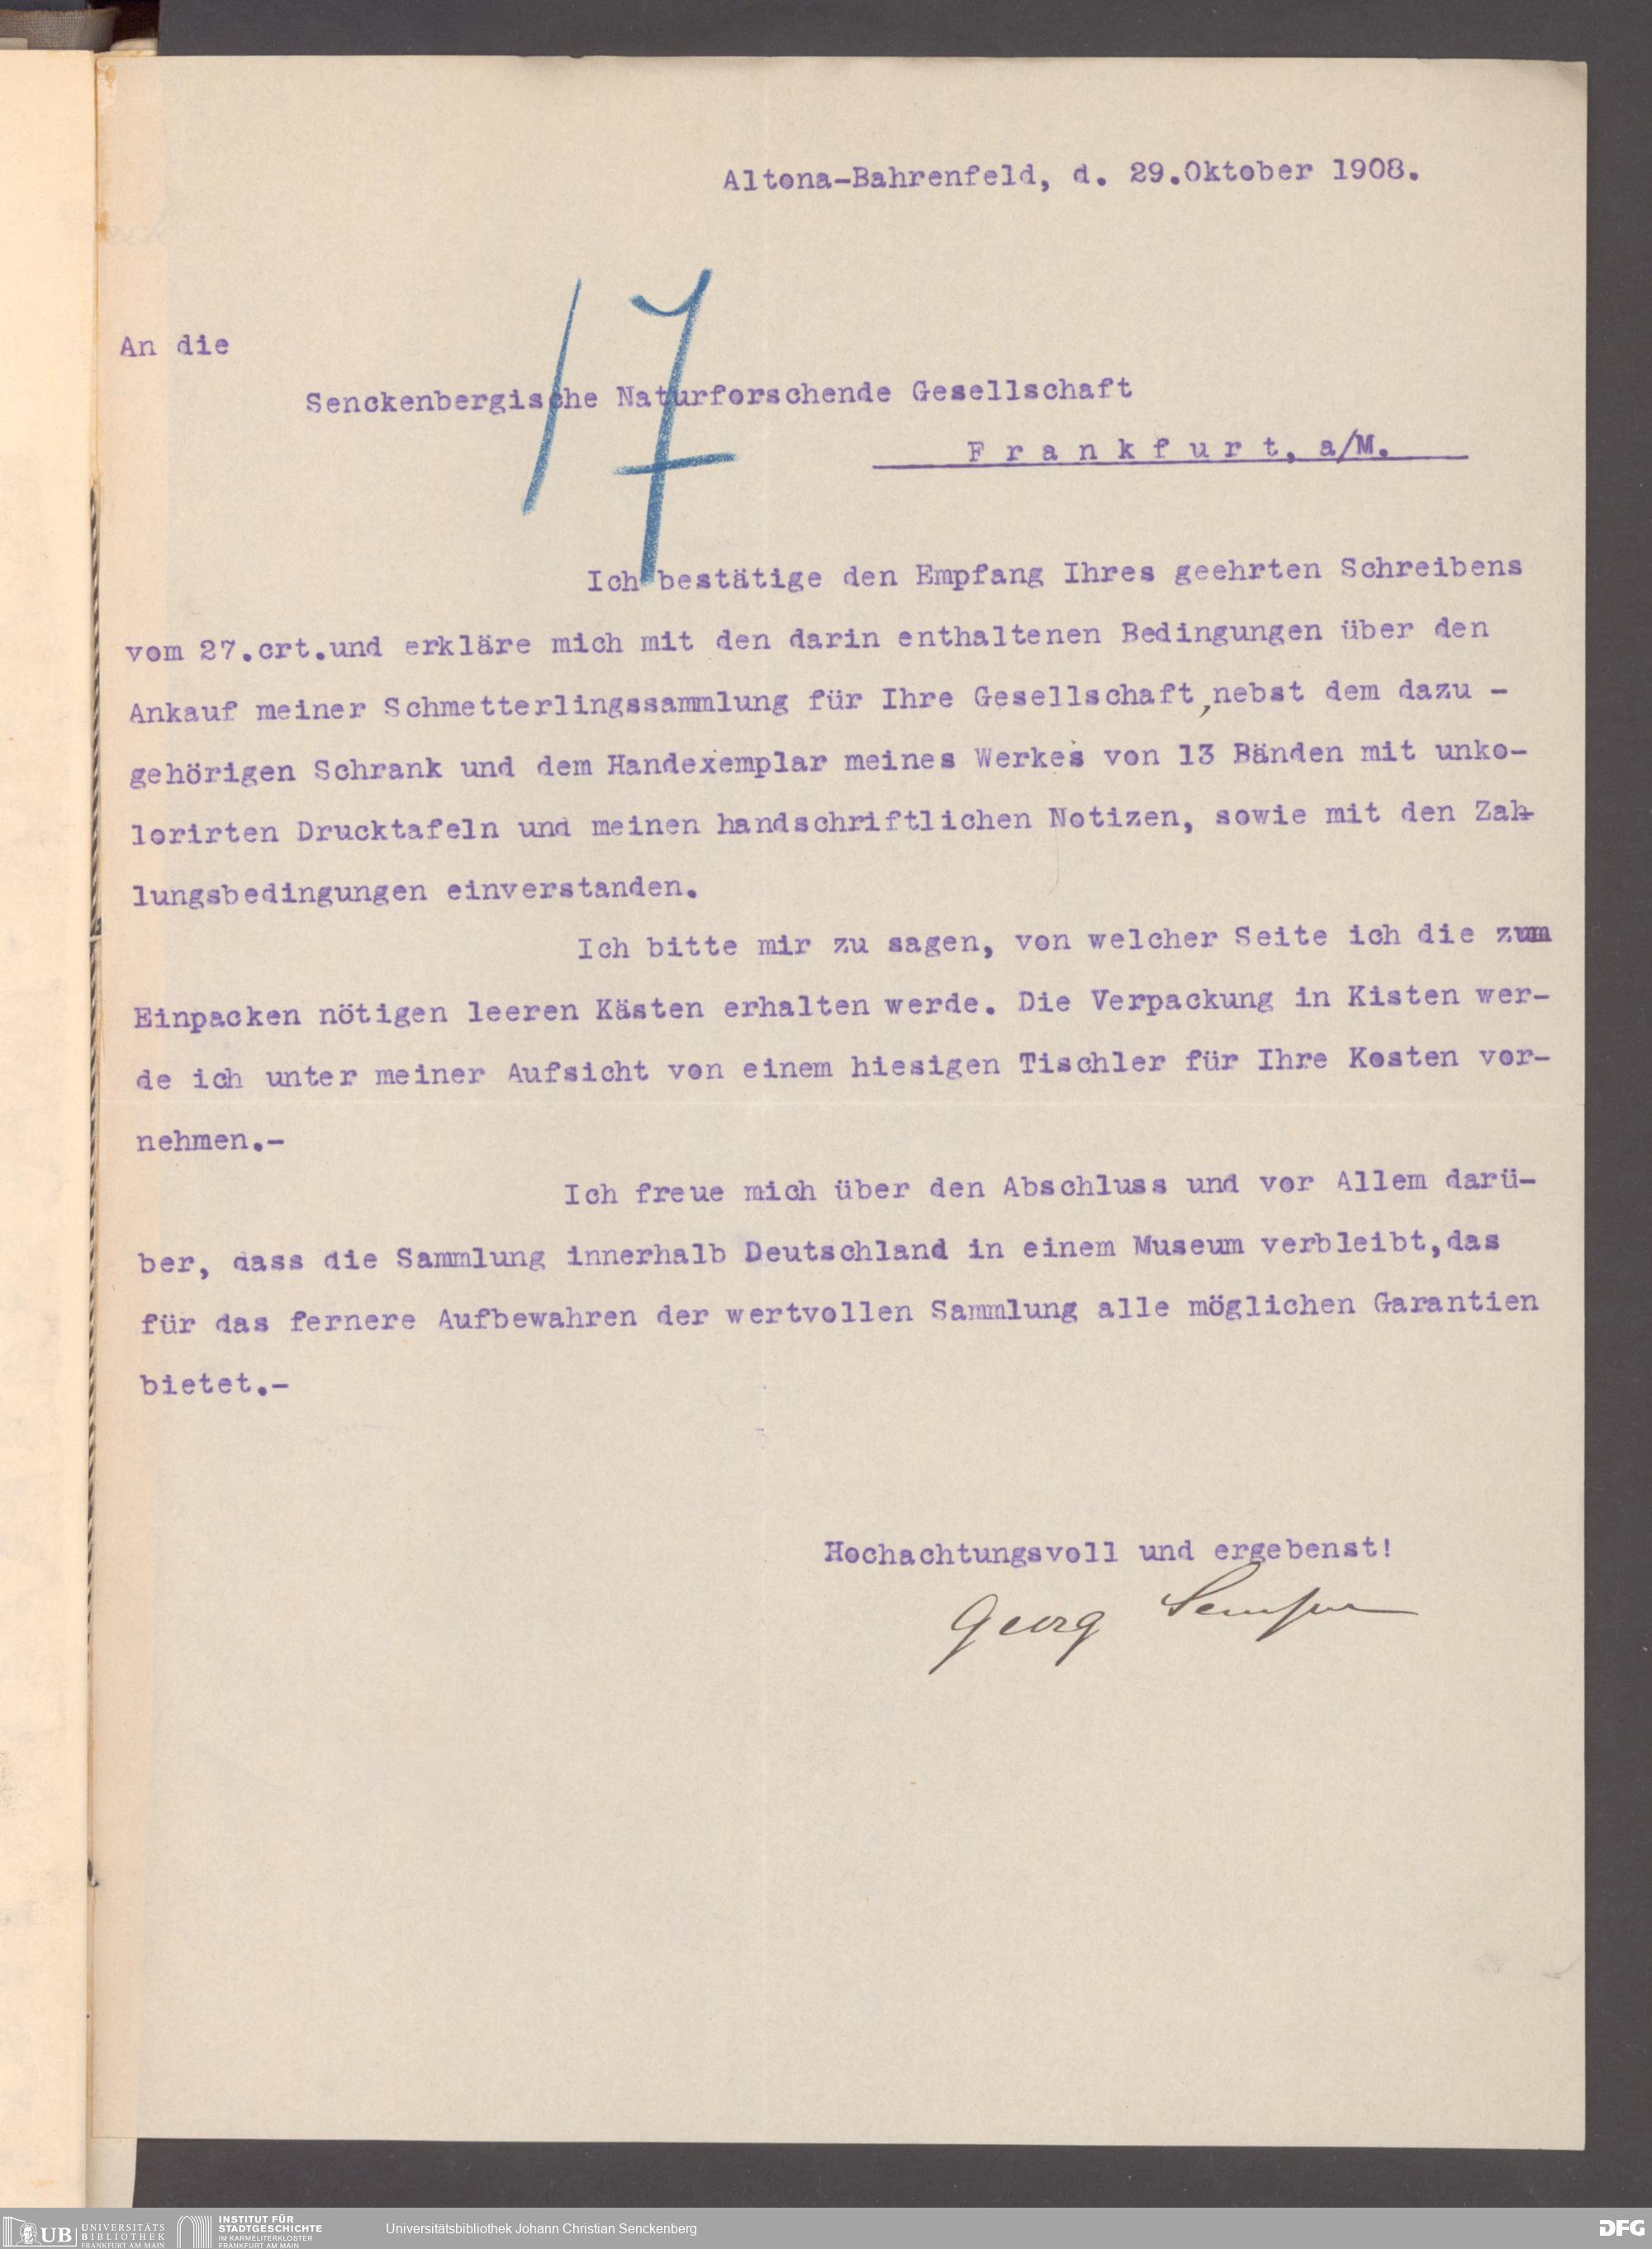 Altona-Bahrenfeld, d. 29.Oktober 1908.
17
An die
Senckenbergische Naturforschende Gesellschaft
F r a n k f u r t, a/M.
Ich bestätige den Empfang Ihres geehrten Schreibens
vom 27.crt.und erkläre mich mit den darin enthaltenen Bedingungen über den
Ankauf meiner Schmetterlingssammlung für Ihre Gesellschaft,nebst dem dazu -
gehörigen Schrank und dem Handexemplar meines Werkes von 13 Bänden mit unko-
lorirten Drucktafeln und meinen handschriftlichen Notizen, sowie mit den Zah-
lungsbedingungen einverstanden.
Ich bitte mir zu sagen, von welcher Seite ich die zum
Einpacken nötigen leeren Kästen erhalten werde. Die Verpackung in Kisten wer-
de ich unter meiner Aufsicht von einem hiesigen Tischler für Ihre Kosten vor-
nehmen.-
Ich freue mich über den Abschluss und vor Allem darü-
ber, dass die Sammlung innerhalb Deutschland in einem Museum verbleibt,das
für das fernere Aufbewahren der wertvollen Sammlung alle möglichen Garantien
bietet.-
Hochachtungsvoll und ergebenst!
Georg Semper
UB UNIVERSITÄTS
BIBLIOTHEK
FRANKFURT AM MAIN
INSTITUT FÜR
STADTGESCHICHTE
IM KARMELITERKLOSTER
FRANKFURT AM MAIN
Universitätsbibliothek Johann Christian Senckenberg
DFG